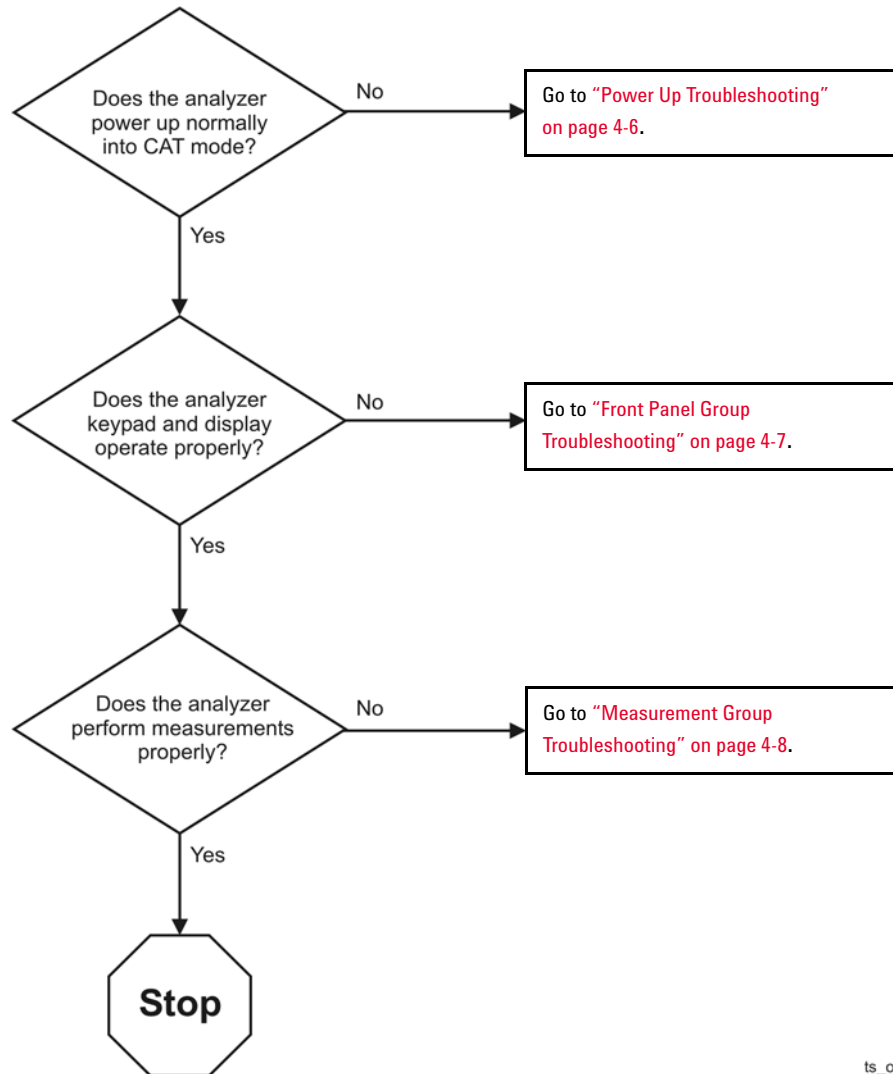 Does the analyzer
power up normally
into CAT mode?
No
Go to “Power Up Troubleshooting”
on page 4-6.
Yes
Does the analyzer
keypad and display
operate properly?
No
Go to “Front Panel Group
Troubleshooting” on page 4-7.
Yes
Does the analyzer
perform measurements
properly?
No
Go to “Measurement Group
Troubleshooting” on page 4-8.
Yes
Stop